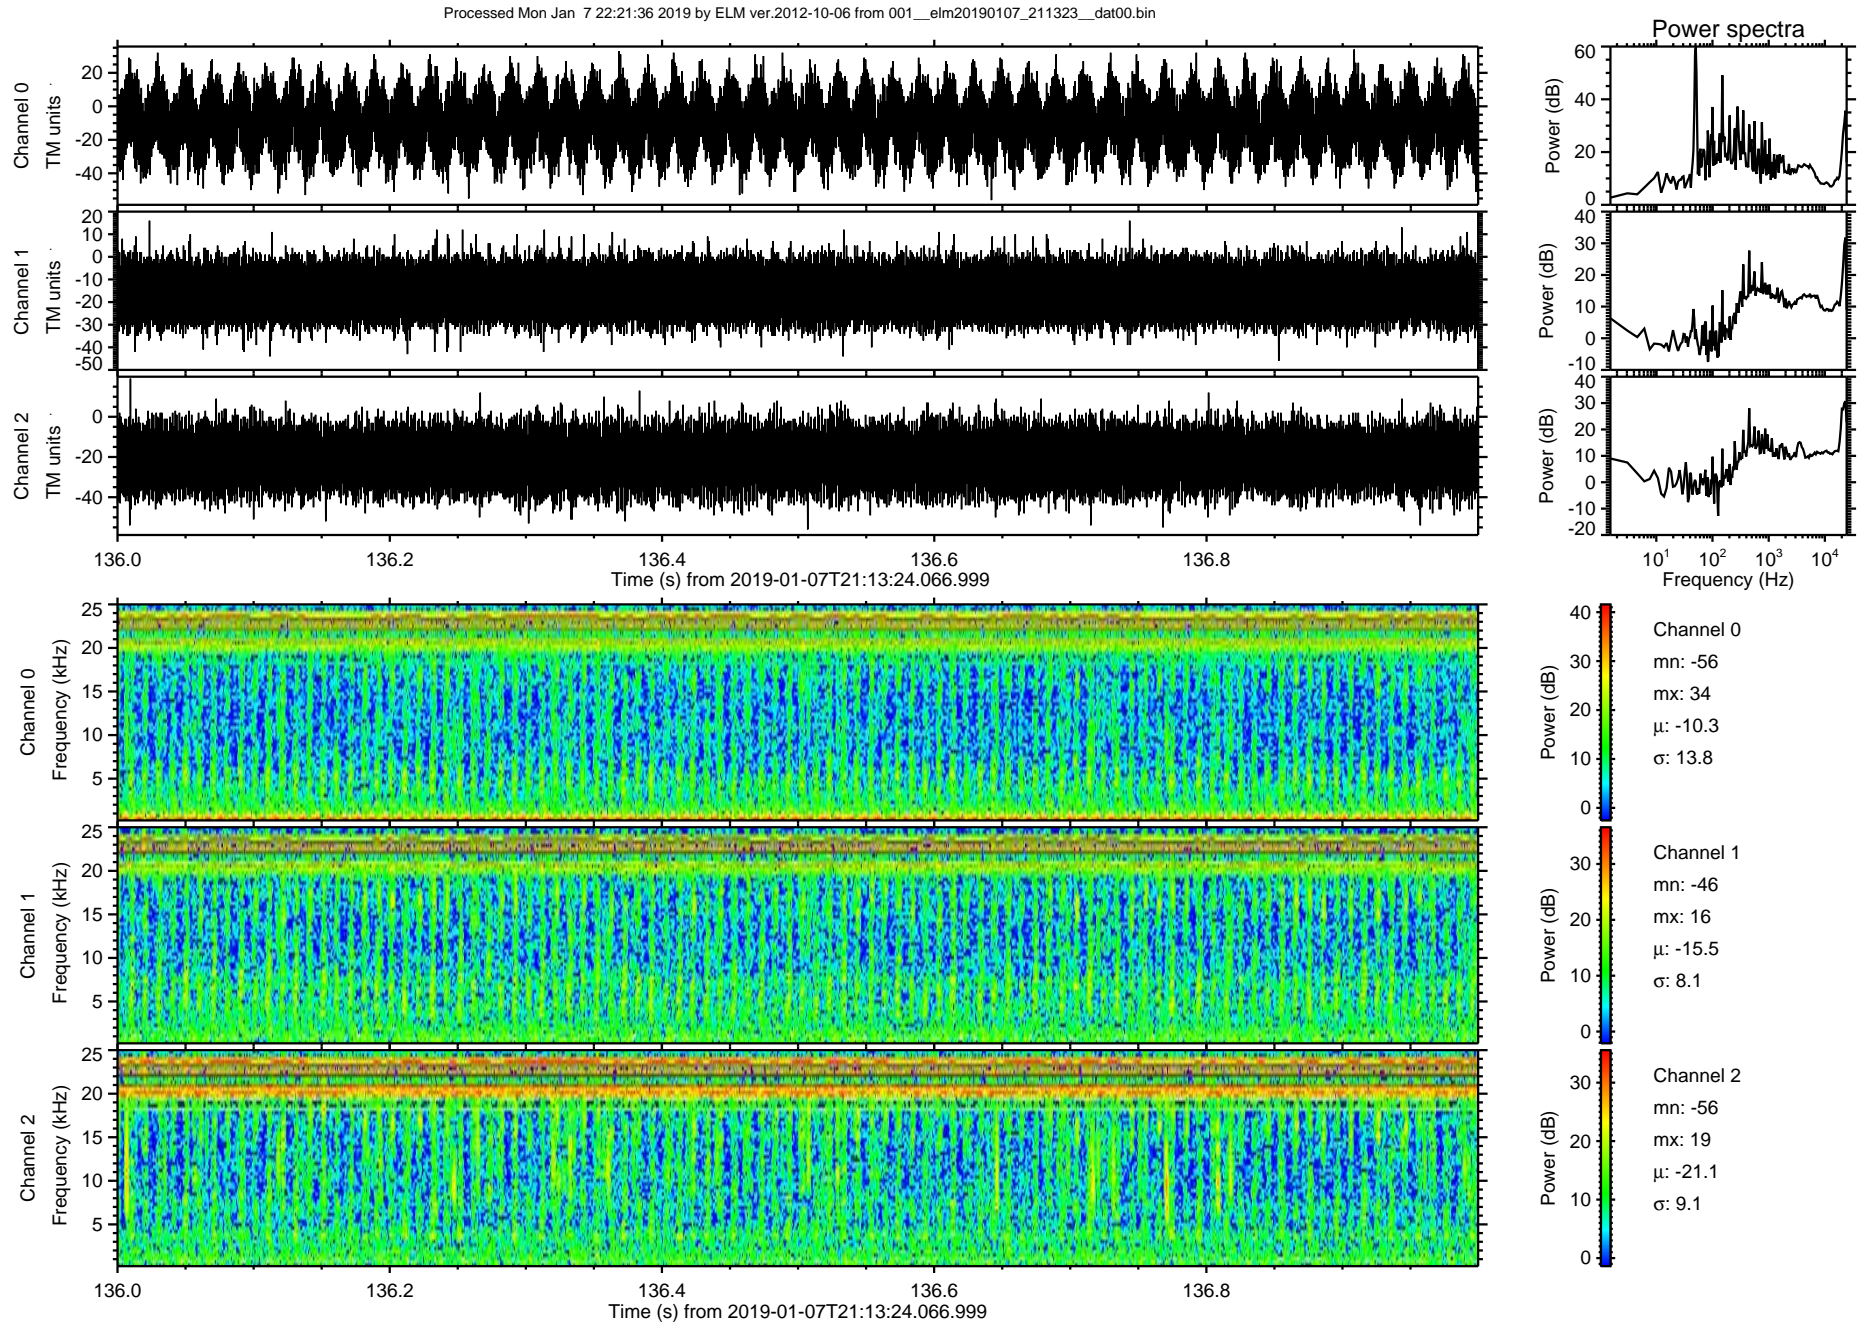 Processed Mon Jan 7 22:21:36 2019 by ELM ver.2012-10-06 from 001__elm20190107_211323__dat00.bin
Power spectra
Channel 0
TM units
20
0
-20
-40
Power (dB)
60
40
20
0
Channel 1
TM units
20
10
0
-10
-20
-30
-40
-50
Power (dB)
40
30
20
10
0
-10
Channel 2
TM units
0
-20
-40
Power (dB)
40
30
20
10
0
-10
-20
136.0 136.2 136.4 136.6 136.8
Time (s) from 2019-01-07T21:13:24.066.999
10¹ 10² 10³ 10⁴
Frequency (Hz)
Channel 0
Frequency (kHz)
25
20
15
10
5
Power (dB)
40
30
20
10
0
Channel 0
mn: -56
mx: 34
µ: -10.3
σ: 13.8
Channel 1
Frequency (kHz)
25
20
15
10
5
Power (dB)
30
20
10
0
Channel 1
mn: -46
mx: 16
µ: -15.5
σ: 8.1
Channel 2
Frequency (kHz)
25
20
15
10
5
Power (dB)
30
20
10
0
Channel 2
mn: -56
mx: 19
µ: -21.1
σ: 9.1
136.0 136.2 136.4 136.6 136.8
Time (s) from 2019-01-07T21:13:24.066.999